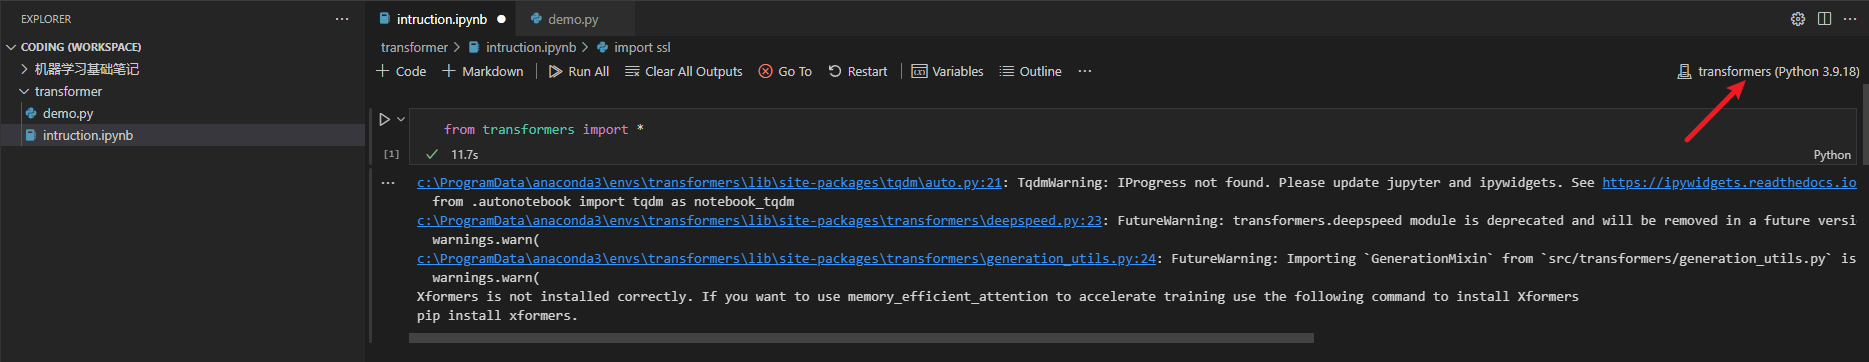 EXPLORER
CODING (WORKSPACE)
机器学习基础笔记
transformer
demo.py
intruction.ipynb
intruction.ipynb
demo.py
transformer > intruction.ipynb > import ssl
+ Code + Markdown Run All Clear All Outputs Go To Restart Variables Outline ...
transformers (Python 3.9.18)
from transformers import *
[1] 11.7s
Python
c:\ProgramData\anaconda3\envs\transformers\lib\site-packages\tqdm\auto.py:21: TqdmWarning: IProgress not found. Please update jupyter and ipywidgets. See https://ipywidgets.readthedocs.io
from .autonotebook import tqdm as notebook_tqdm
c:\ProgramData\anaconda3\envs\transformers\lib\site-packages\transformers\deepspeed.py:23: FutureWarning: transformers.deepspeed module is deprecated and will be removed in a future versi
warnings.warn(
c:\ProgramData\anaconda3\envs\transformers\lib\site-packages\transformers\generation_utils.py:24: FutureWarning: Importing `GenerationMixin` from `src/transformers/generation_utils.py` is
warnings.warn(
Xformers is not installed correctly. If you want to use memory_efficient_attention to accelerate training use the following command to install Xformers
pip install xformers.